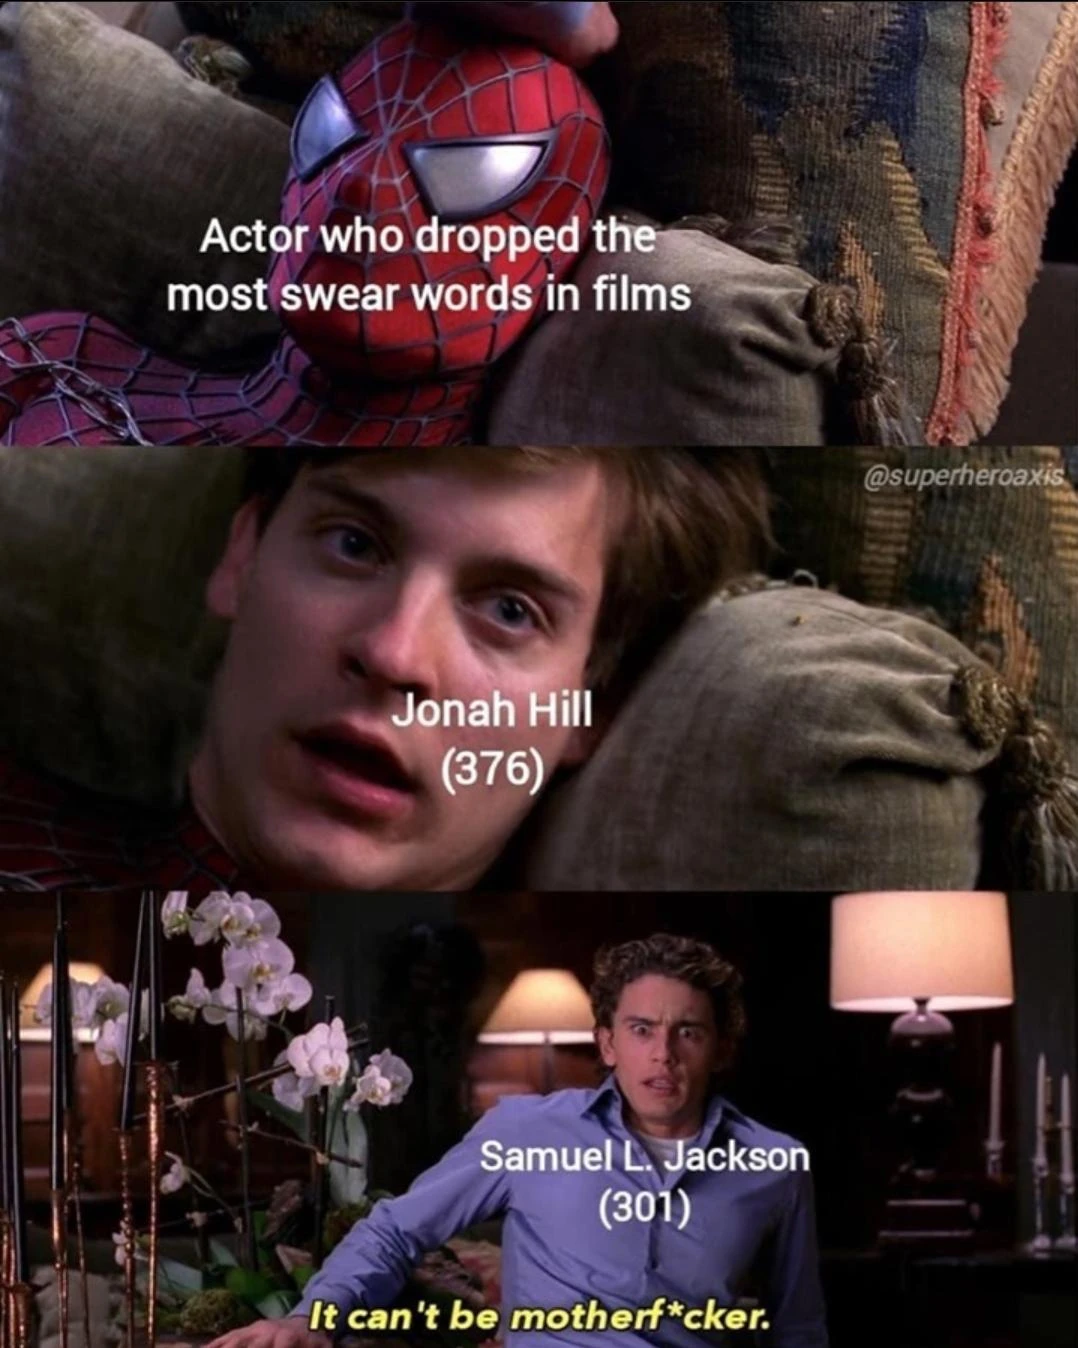 Actor who dropped the
most swear words in films
@superheroaxis
Jonah Hill
(376)
Samuel L. Jackson
(301)
It can't be motherf*cker.